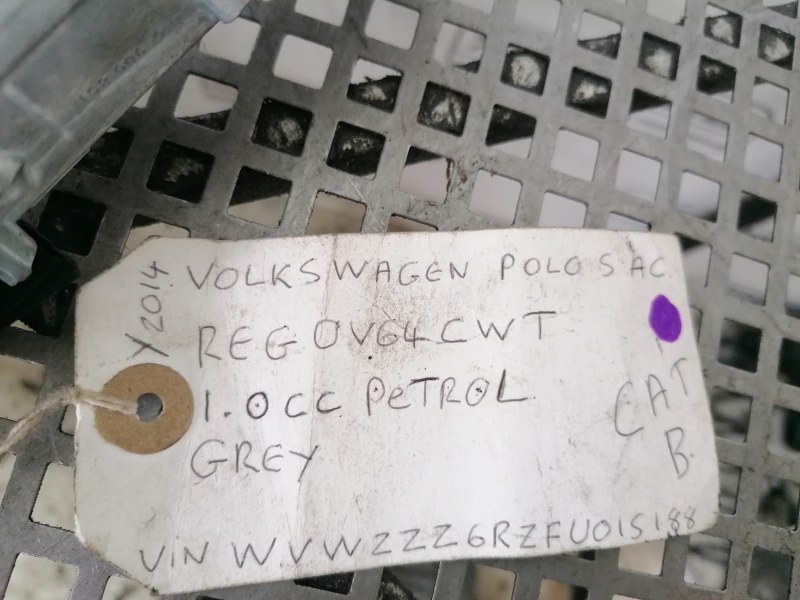 Y2014
VOLKSWAGEN POLO S AC
REG OV64CWT
1.0CC PeTROL
GREY
CAT
B.
ViN WVWZZZ6RZFU015188